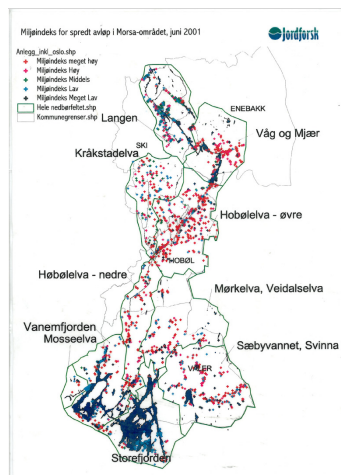 Miljøindeks for spredt avløp i Morsa-området, juni 2001
Jordforsk
Anlegg_inkl_oslo.shp
Miljøindeks meget høy
Miljøindeks Høy
Miljøindeks Middels
Miljøindeks Lav
Miljøindeks Meget Lav
Hele nedbørfeltet.shp
Kommunegrenser.shp
ENEBAKK
Langen
Våg og Mjær
SKI
Kråkstadelva
Hobølelva - øvre
HOBØL
Høbølelva - nedre
Mørkelva, Veidalselva
Vanemfjorden
Mosseelva
Sæbyvannet, Svinna
VÅLER
Storefjorden